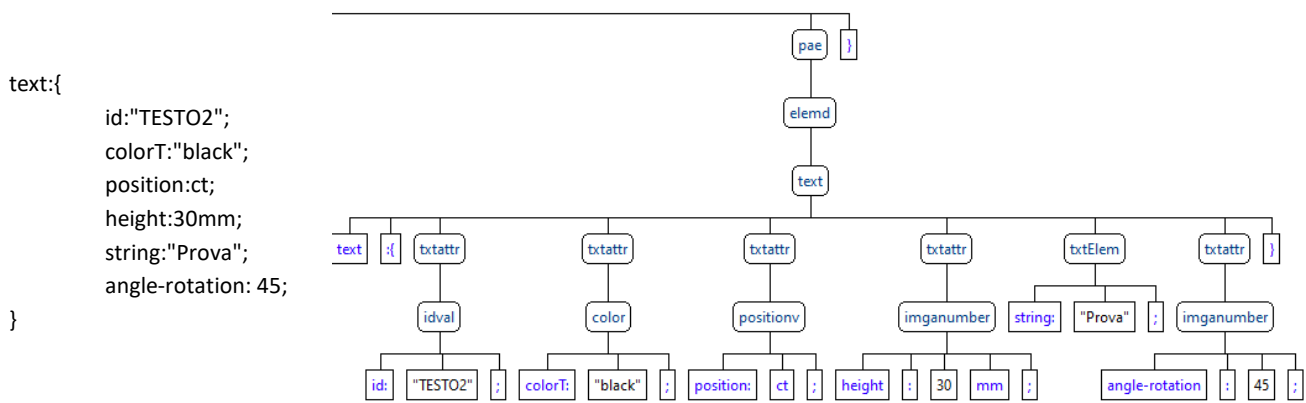 text:{
id:"TESTO2";
colorT:"black";
position:ct;
height:30mm;
string:"Prova";
angle-rotation: 45;
}
pae }
elemd
text
text :{ txtattr txtattr txtattr txtattr txtElem txtattr }
idval color positionv imganumber string: "Prova" ; imganumber
id: "TESTO2" ; colorT: "black" ; position: ct ; height : 30 mm ; angle-rotation : 45 ;